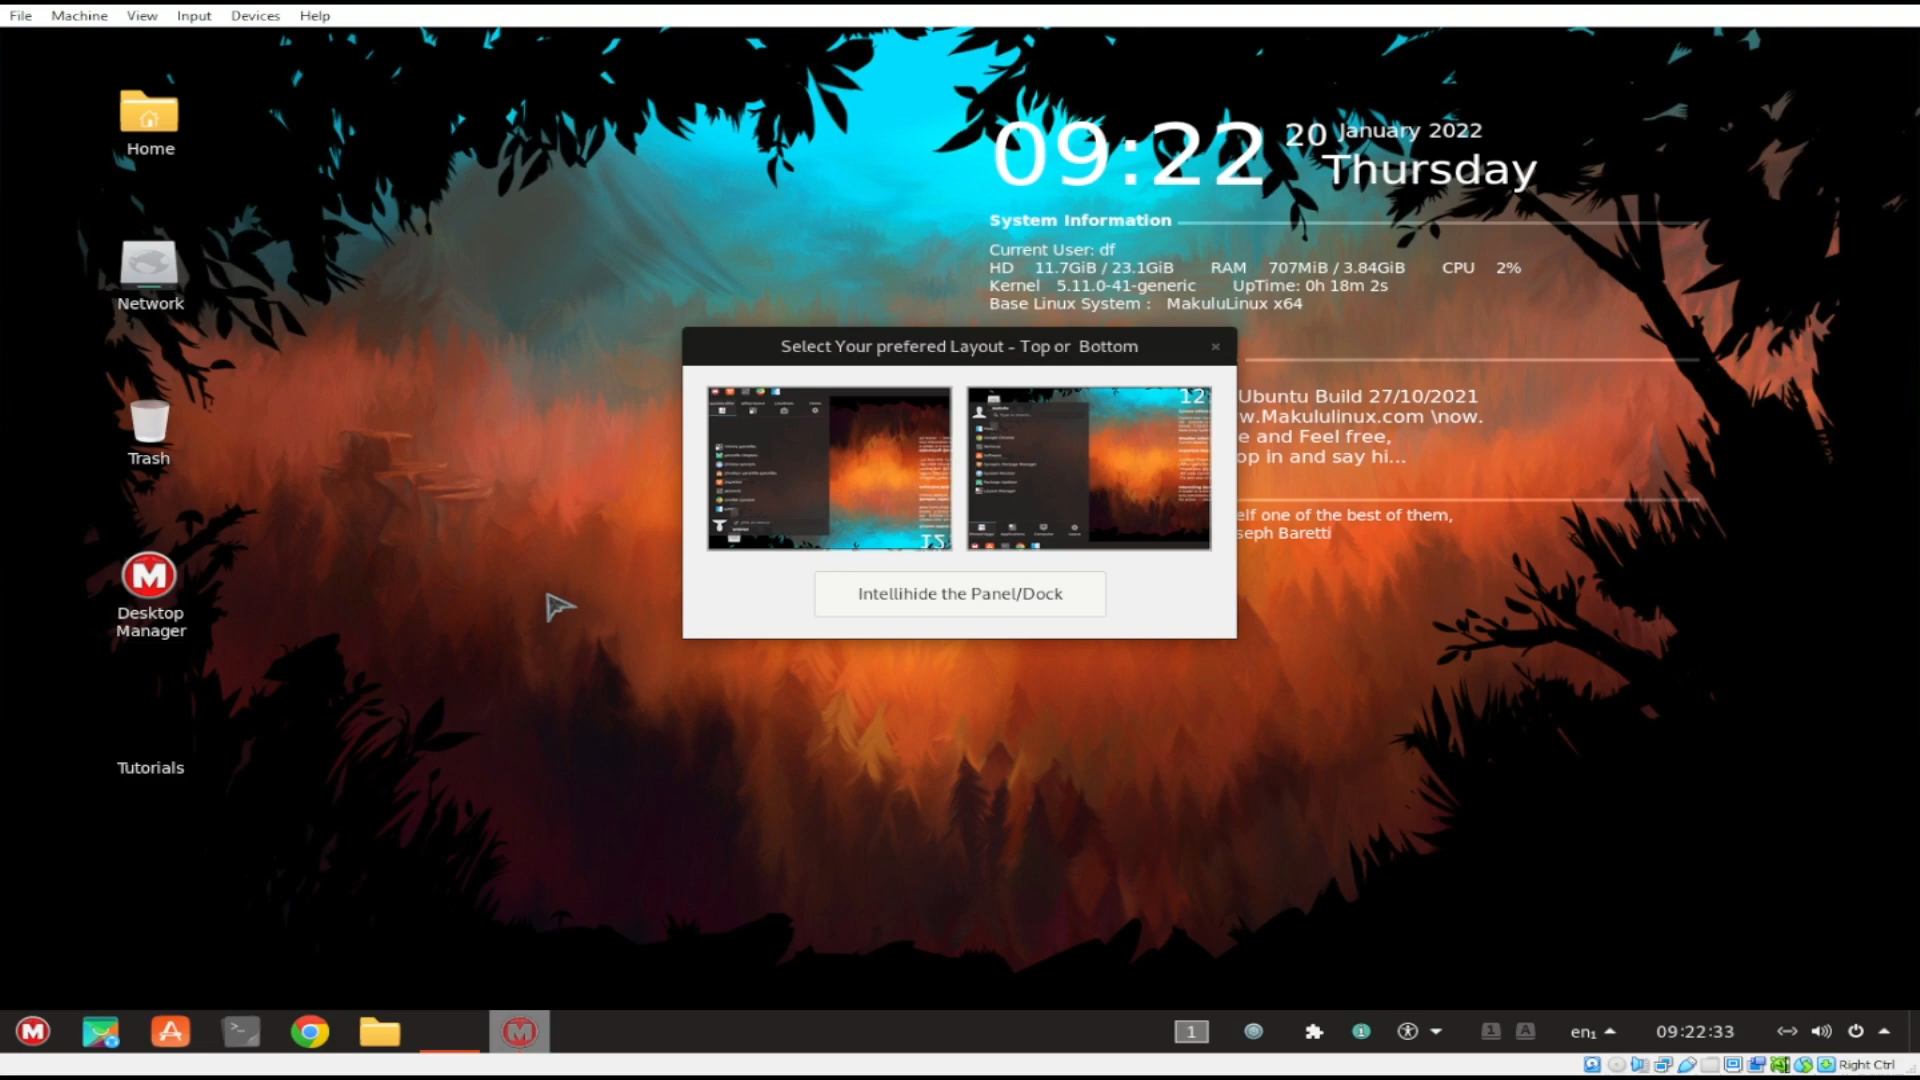 File Machine View Input Devices Help
Home
Network
Trash
Desktop
Manager
Tutorials
09:22 20 January 2022
Thursday
System Information
Current User: df
HD 11.7GiB / 23.1GiB RAM 707MiB / 3.84GiB CPU 2%
Kernel 5.11.0-41-generic UpTime: 0h 18m 2s
Base Linux System : MakuluLinux x64
Select Your prefered Layout - Top or Bottom
12
12
Intellihide the Panel/Dock
Ubuntu Build 27/10/2021
w.Makululinux.com \now.
e and Feel free,
op in and say hi...
elf one of the best of them,
seph Baretti
1
1 A
en₁
09:22:33
Right Ctrl